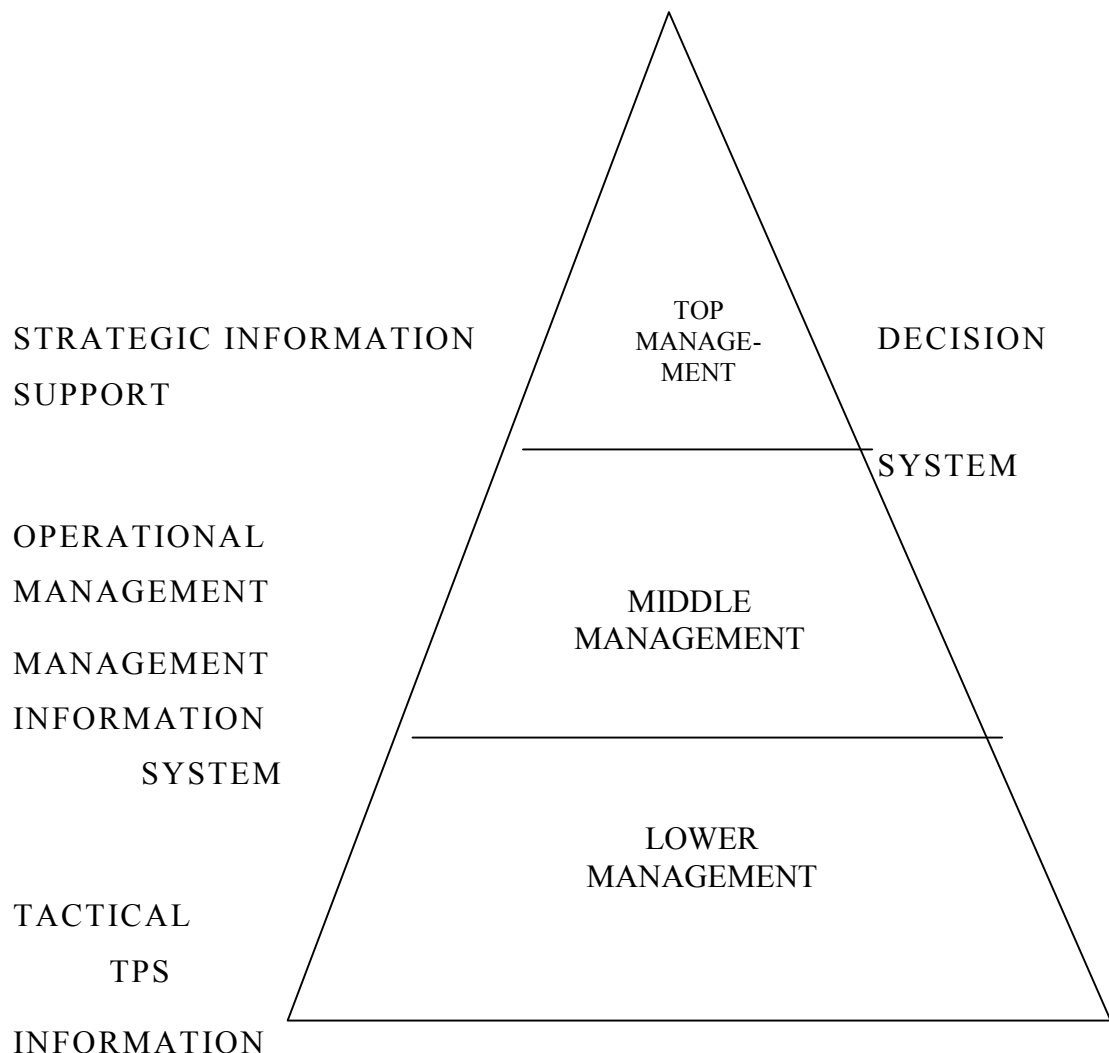 TOP
MANAGE-
MENT
STRATEGIC INFORMATION
SUPPORT
DECISION
SYSTEM
OPERATIONAL
MANAGEMENT
MANAGEMENT
INFORMATION
SYSTEM
MIDDLE
MANAGEMENT
LOWER
MANAGEMENT
TACTICAL
TPS
INFORMATION